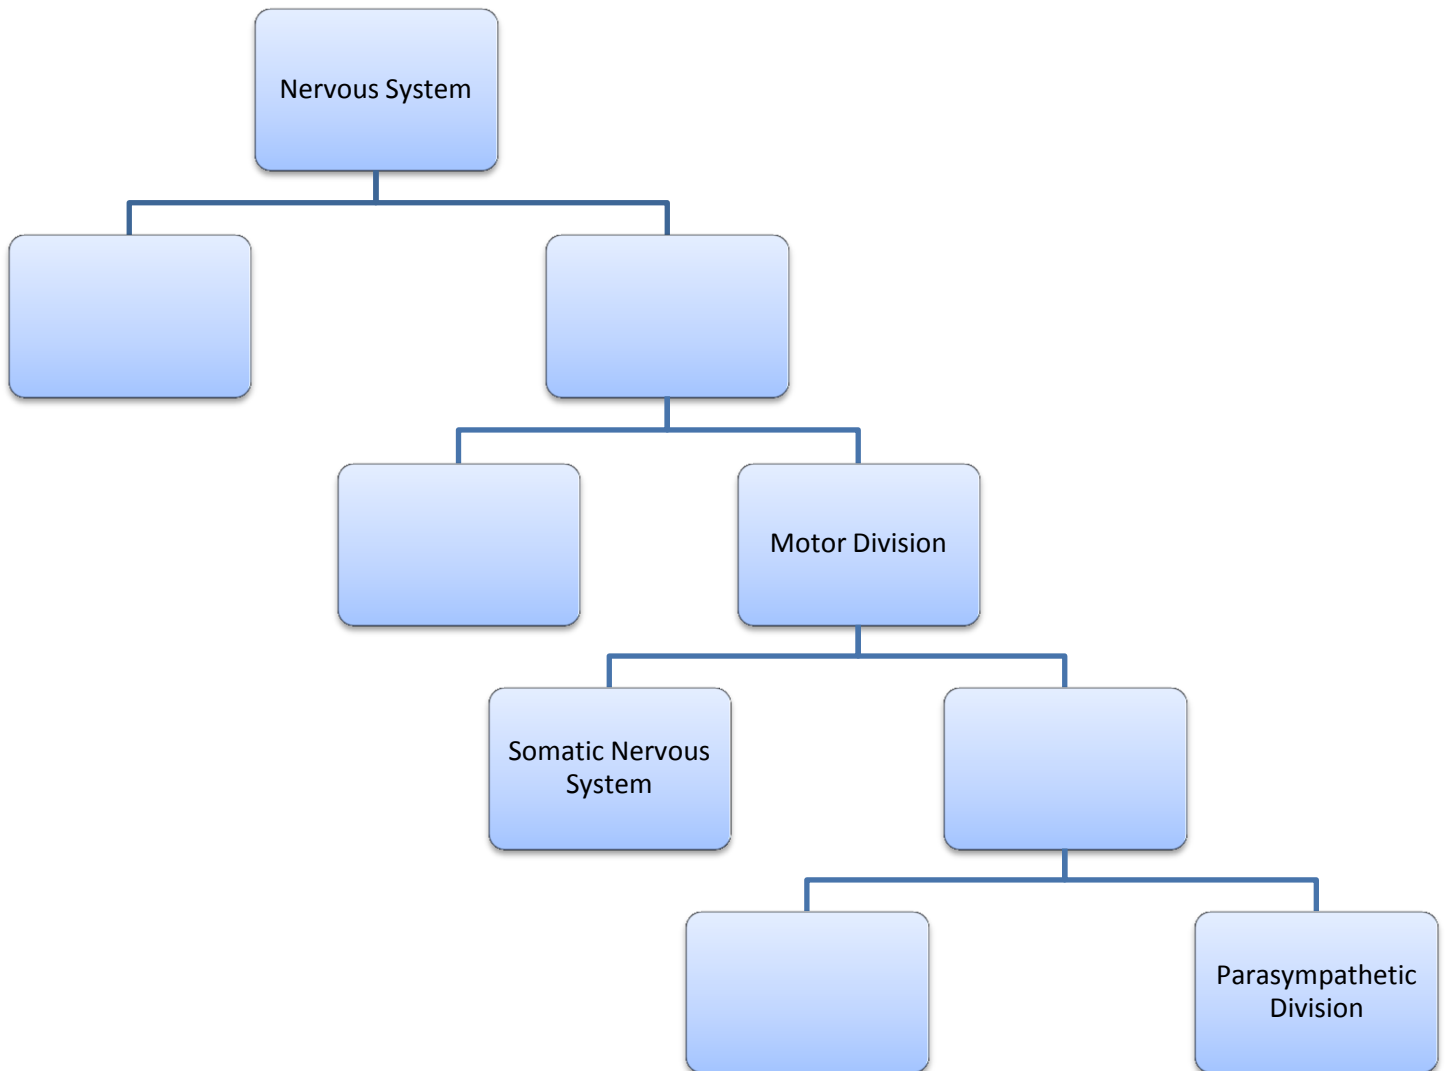 Nervous System
Motor Division
Somatic Nervous
System
Parasympathetic
Division